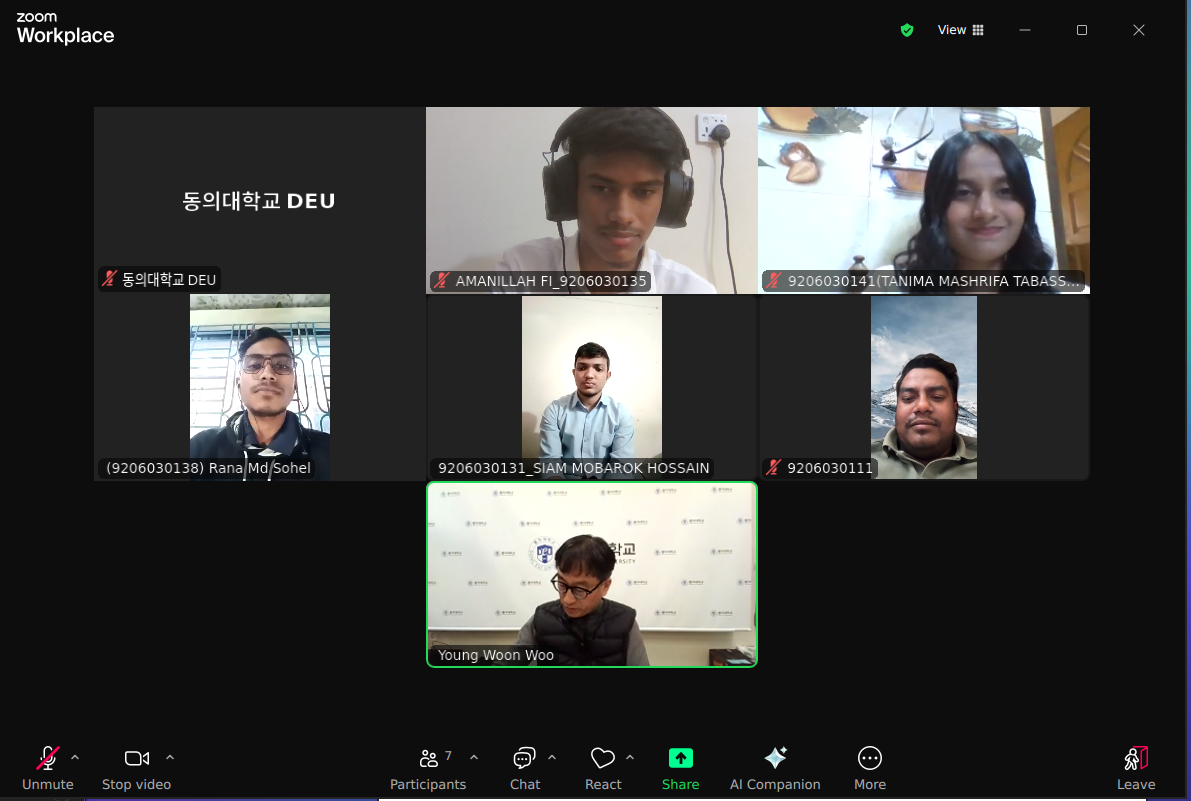 zoom
Workplace
View
동의대학교 DEU
동의대학교 DEU
AMANILLAH FI_9206030135
9206030141(TANIMA MASHRIFA TABASS...
(9206030138) Rana Md Sohel
9206030131_SIAM MOBAROK HOSSAIN
9206030111
학교
Young Woon Woo
7
Unmute
Stop video
Participants
Chat
React
Share
AI Companion
More
Leave